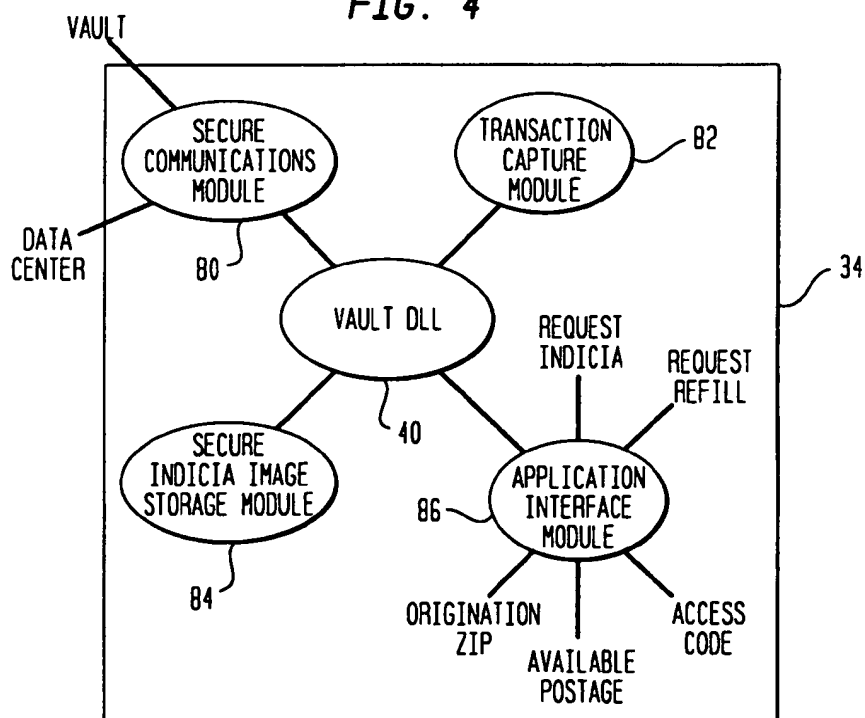 FIG. 4
VAULT
SECURE
COMMUNICATIONS
MODULE
TRANSACTION
CAPTURE
MODULE
82
DATA
CENTER
80
34
VAULT DLL
REQUEST
INDICIA
REQUEST
REFILL
40
SECURE
INDICIA IMAGE
STORAGE MODULE
86
APPLICATION
INTERFACE
MODULE
84
ORIGINATION
ZIP
AVAILABLE
POSTAGE
ACCESS
CODE